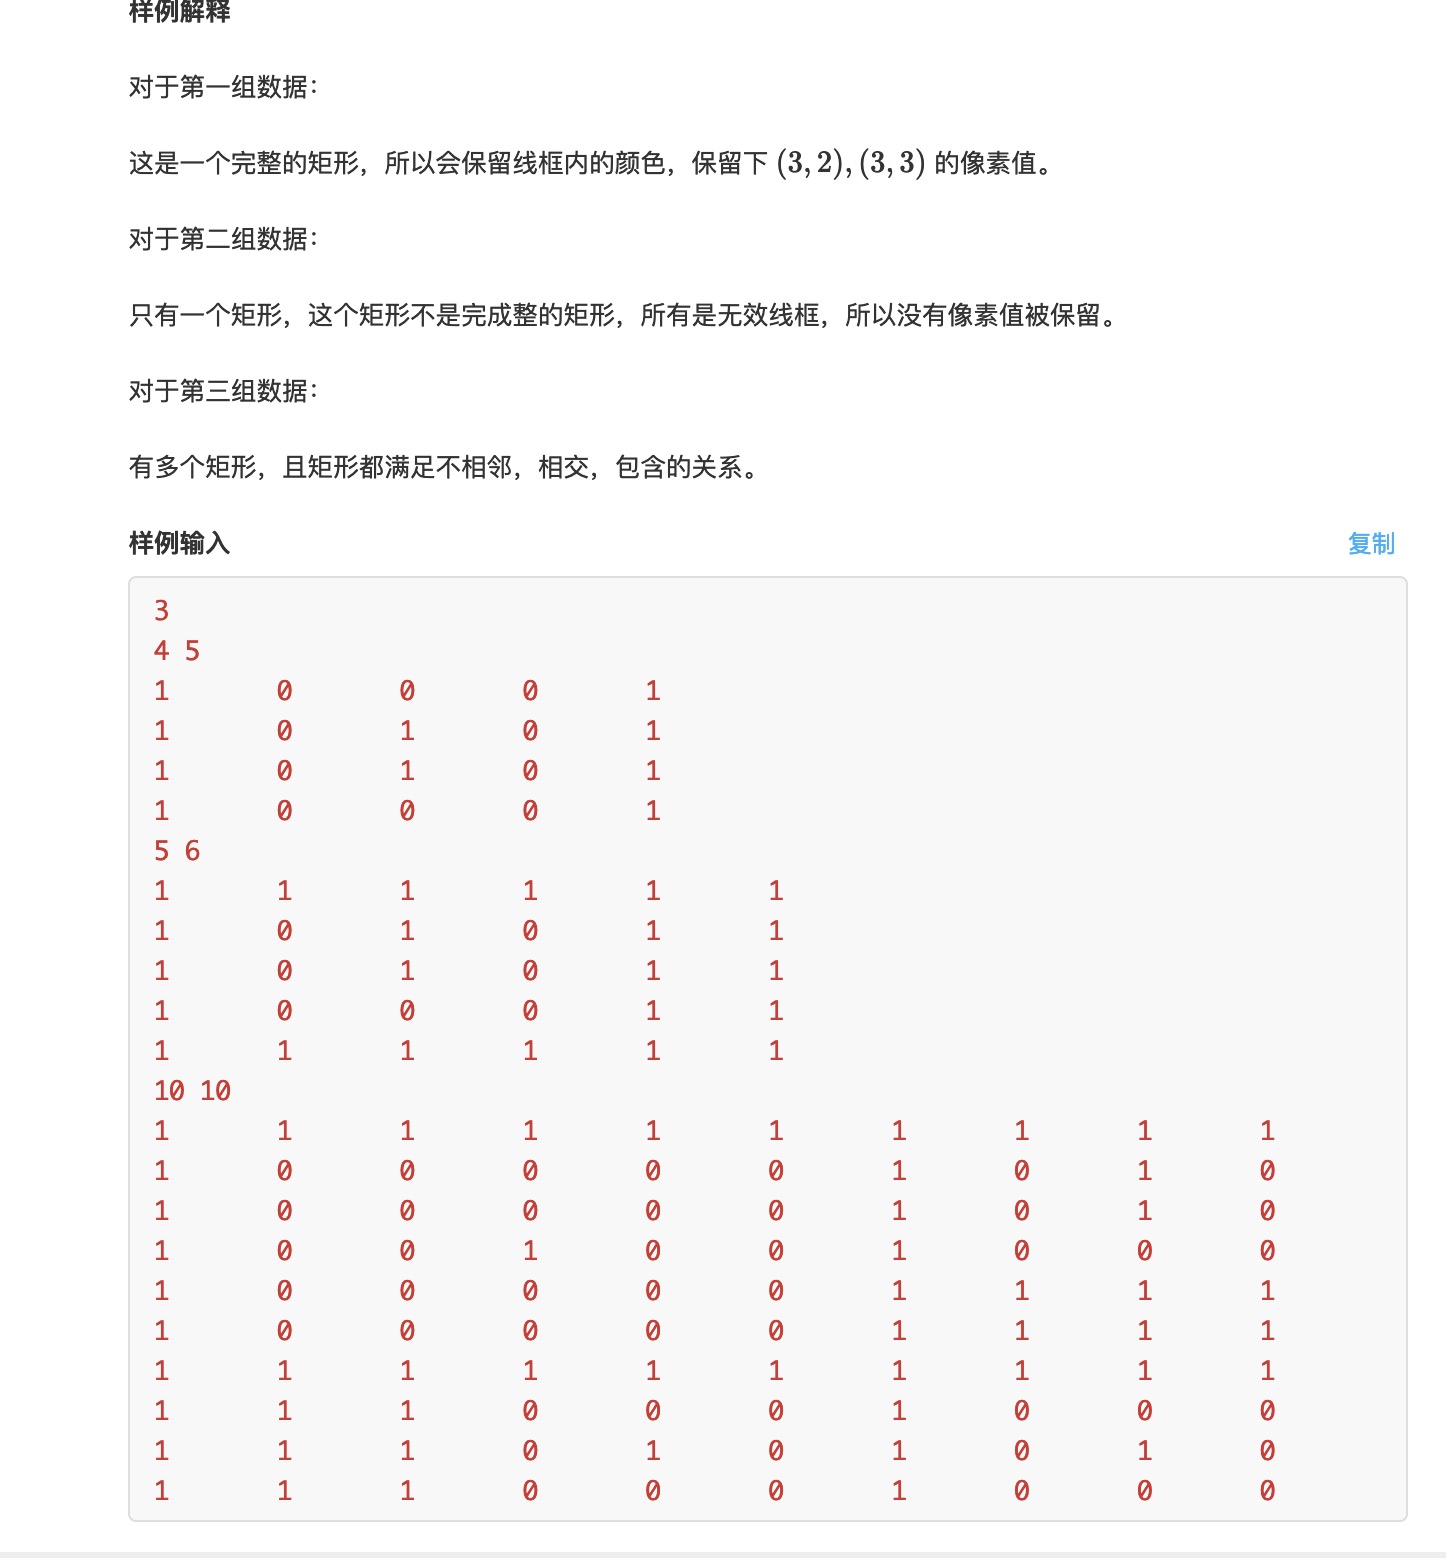 样例解释
对于第一组数据：
这是一个完整的矩形，所以会保留线框内的颜色，保留下 (3, 2), (3, 3) 的像素值。
对于第二组数据：
只有一个矩形，这个矩形不是完成整的矩形，所有是无效线框，所以没有像素值被保留。
对于第三组数据：
有多个矩形，且矩形都满足不相邻，相交，包含的关系。
样例输入 复制
3
4 5
1 0 0 0 1
1 0 1 0 1
1 0 1 0 1
1 0 0 0 1
5 6
1 1 1 1 1 1
1 0 1 0 1 1
1 0 1 0 1 1
1 0 0 0 1 1
1 1 1 1 1 1
10 10
1 1 1 1 1 1 1 1 1 1
1 0 0 0 0 0 1 0 1 0
1 0 0 0 0 0 1 0 1 0
1 0 0 1 0 0 1 0 0 0
1 0 0 0 0 0 1 1 1 1
1 0 0 0 0 0 1 1 1 1
1 1 1 1 1 1 1 1 1 1
1 1 1 0 0 0 1 0 0 0
1 1 1 0 1 0 1 0 1 0
1 1 1 0 0 0 1 0 0 0